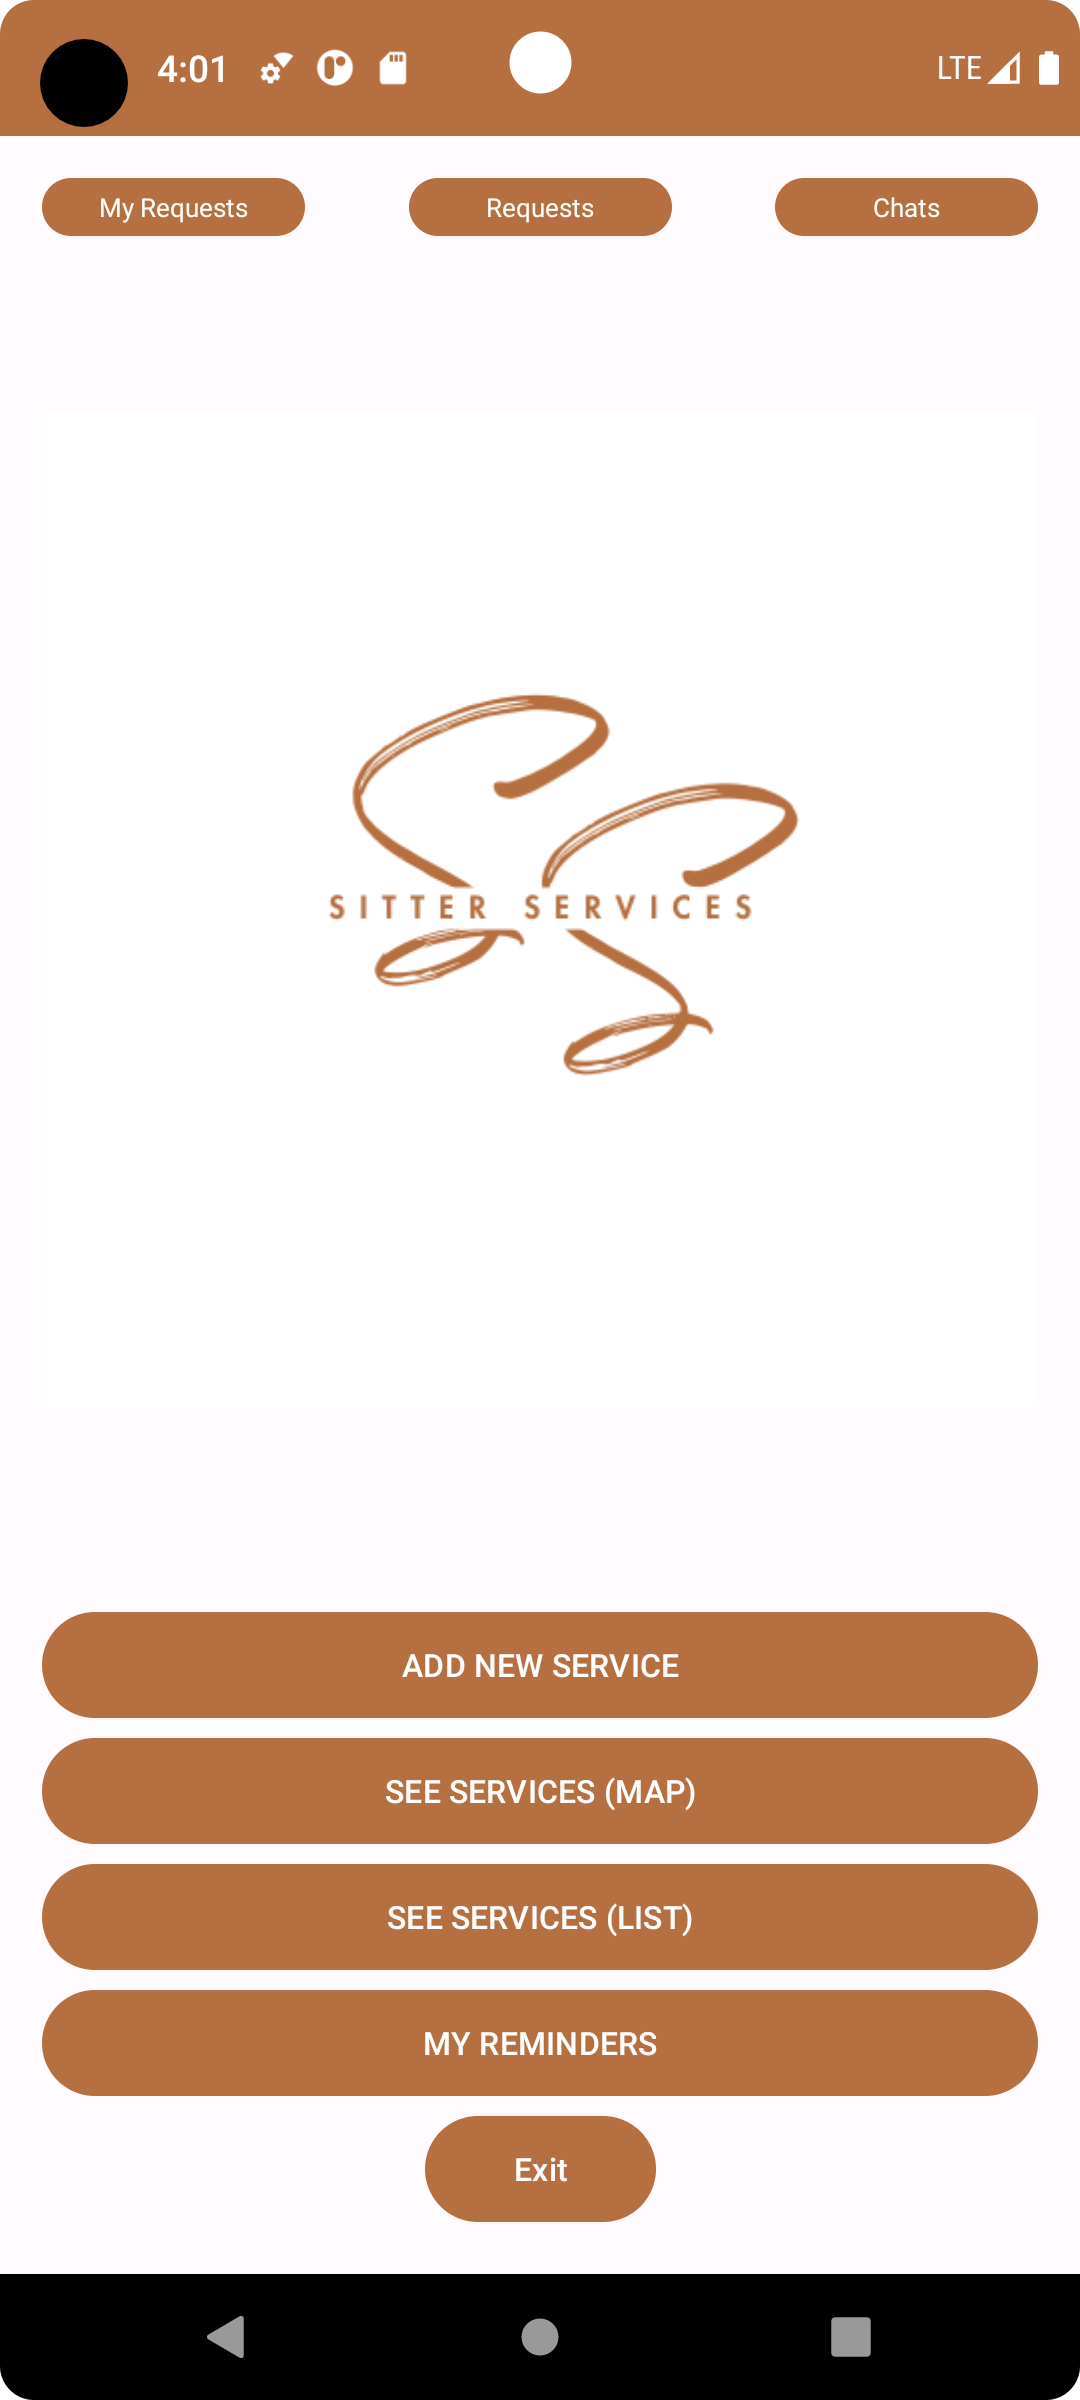 4:01 LTE
My Requests Requests Chats
SITTER SERVICES
ADD NEW SERVICE
SEE SERVICES (MAP)
SEE SERVICES (LIST)
MY REMINDERS
Exit